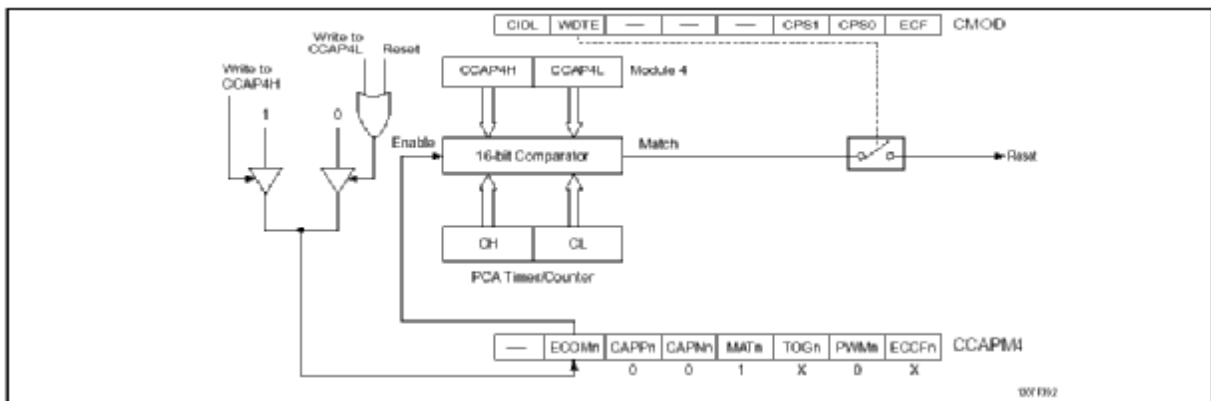 CIDL WDTE — — — CPS1 CPS0 ECF CMOD
Write to
CCAP4L
Reset
Write to
CCAP4H
CCAP4H CCAP4L Module 4
1 0
Enable
16-bit Comparator
Match
Reset
CH CL
PCA Timer/Counter
— ECOMn CAPPn CAPNn MATn TOGn PWMn ECCFn CCAPM4
0 0 1 X 0 X